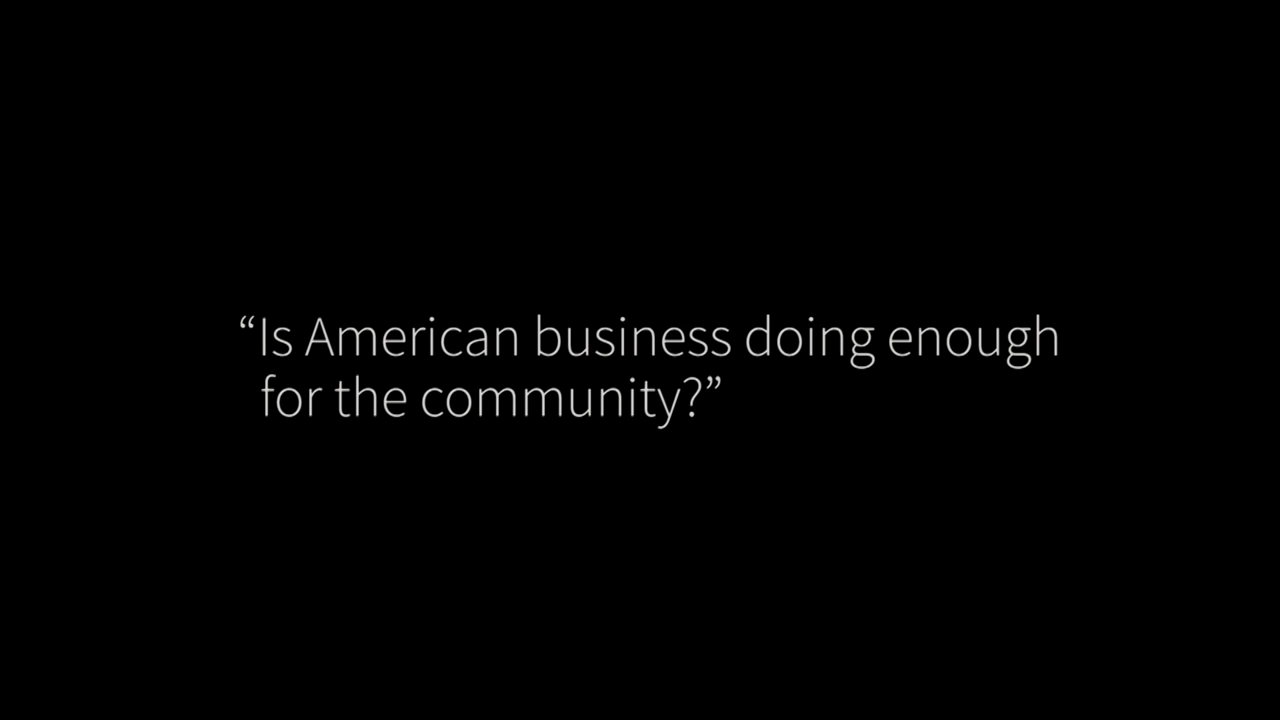 “Is American business doing enough
for the community?”